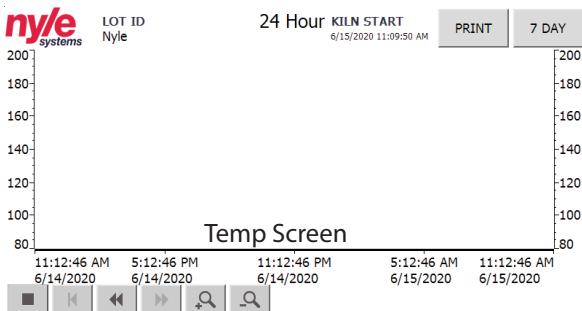 nyle
systems
LOT ID
Nyle
24 Hour
KILN START
6/15/2020 11:09:50 AM
PRINT
7 DAY
200
180
160
140
120
100
80
200
180
160
140
120
100
80
Temp Screen
11:12:46 AM 5:12:46 PM 11:12:46 PM 5:12:46 AM 11:12:46 AM
6/14/2020 6/14/2020 6/14/2020 6/15/2020 6/15/2020